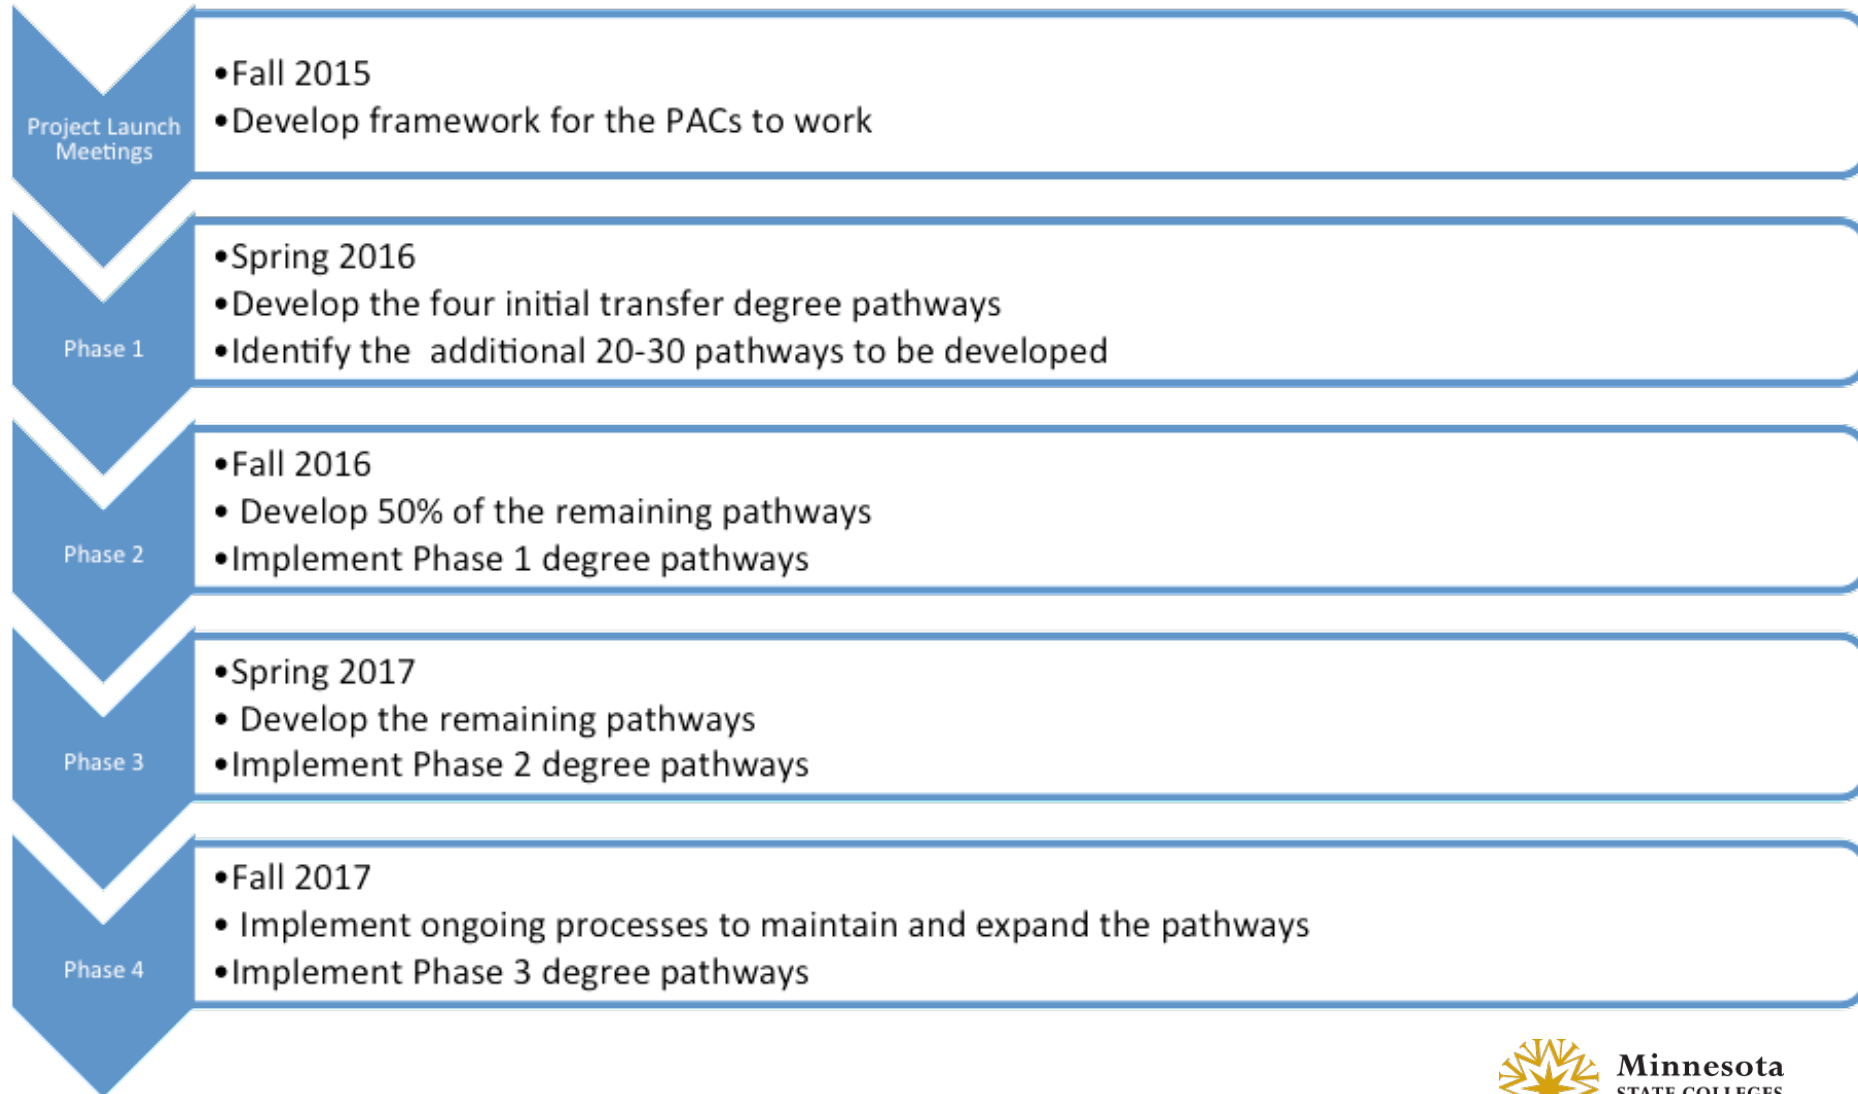 Project Launch
Meetings
•Fall 2015
•Develop framework for the PACs to work
Phase 1
•Spring 2016
•Develop the four initial transfer degree pathways
•Identify the  additional 20-30 pathways to be developed
Phase 2
•Fall 2016
• Develop 50% of the remaining pathways
•Implement Phase 1 degree pathways
Phase 3
•Spring 2017
• Develop the remaining pathways
•Implement Phase 2 degree pathways
Phase 4
•Fall 2017
• Implement ongoing processes to maintain and expand the pathways
•Implement Phase 3 degree pathways
Minnesota
STATE COLLEGES